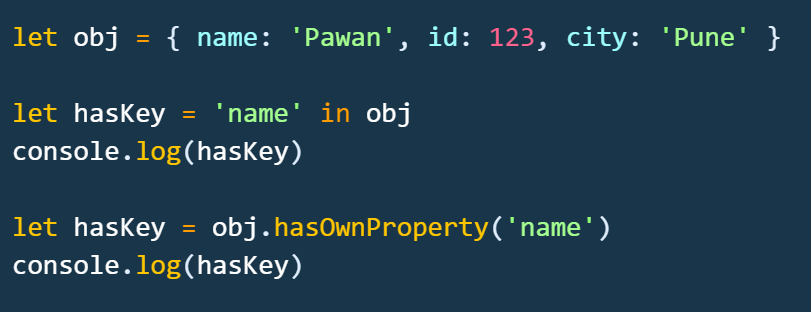 let obj = { name: 'Pawan', id: 123, city: 'Pune' }
let hasKey = 'name' in obj
console.log(hasKey)
let hasKey = obj.hasOwnProperty('name')
console.log(hasKey)